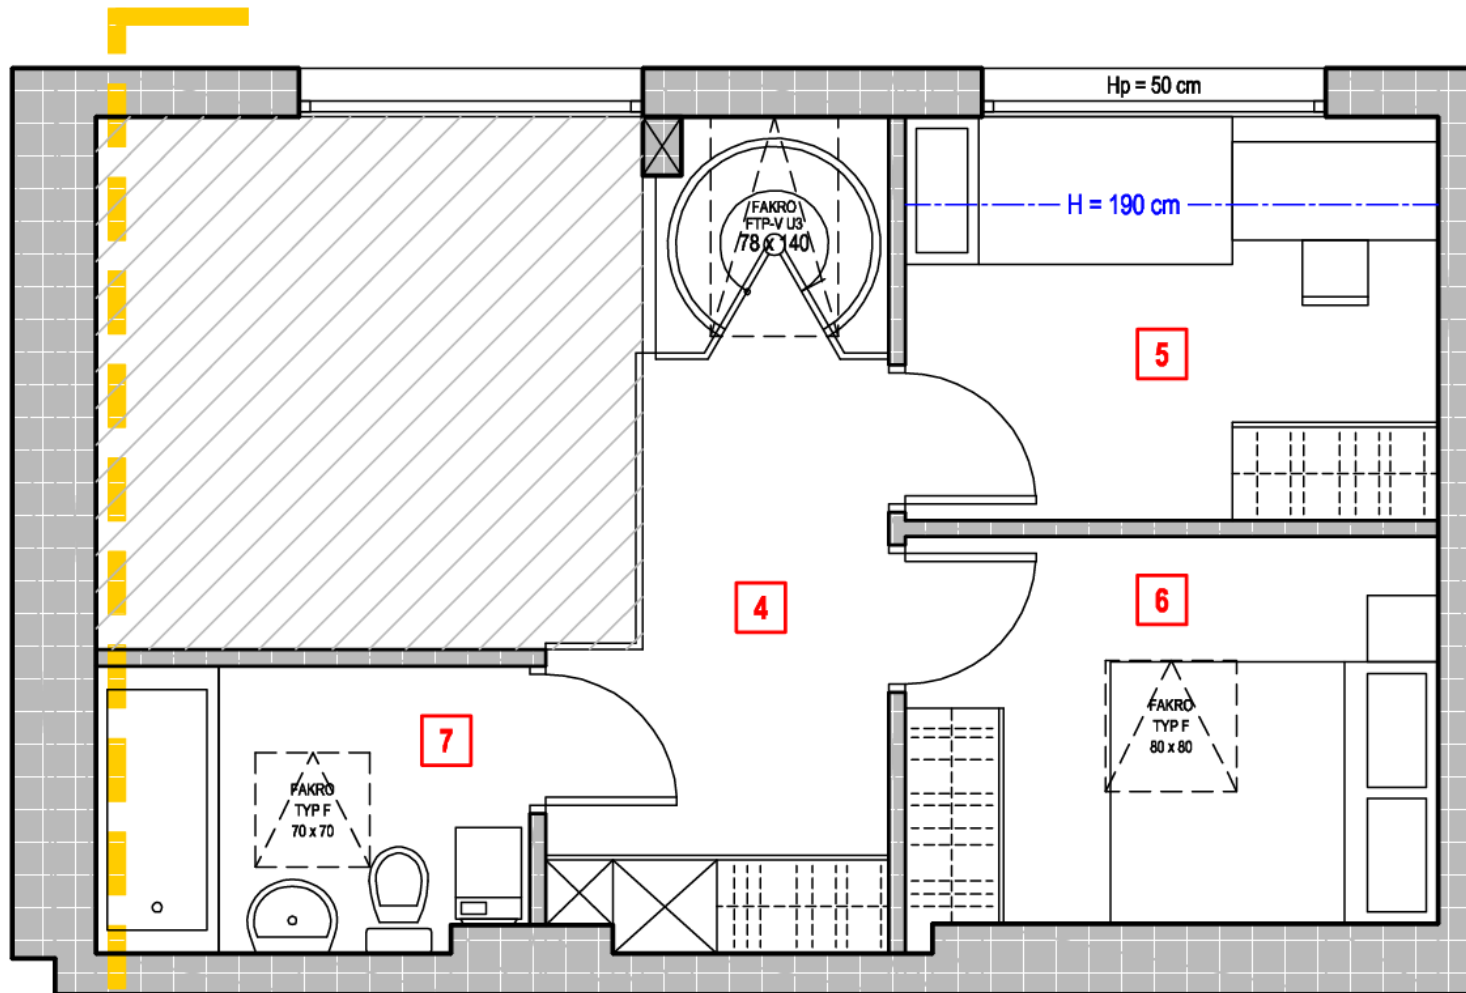 Hp = 50 cm
FAKRO
FTP-V U3
78 x 140
H = 190 cm
5
4
6
FAKRO
TYP F
80 x 80
7
FAKRO
TYP F
70 x 70